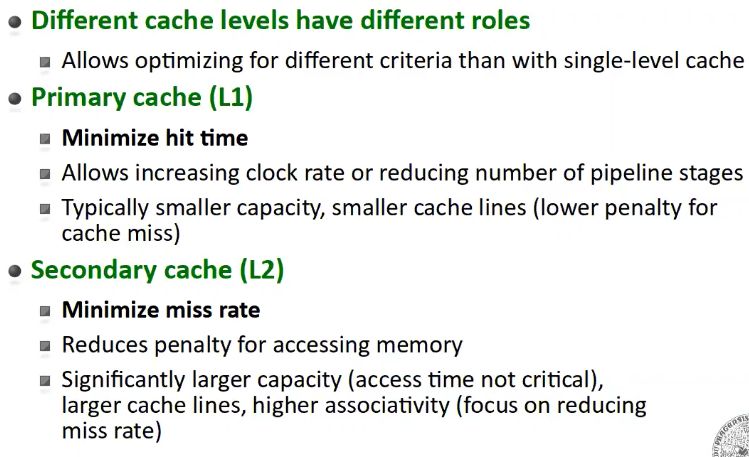 Different cache levels have different roles
Allows optimizing for different criteria than with single-level cache
Primary cache (L1)
Minimize hit time
Allows increasing clock rate or reducing number of pipeline stages
Typically smaller capacity, smaller cache lines (lower penalty for
cache miss)
Secondary cache (L2)
Minimize miss rate
Reduces penalty for accessing memory
Significantly larger capacity (access time not critical),
larger cache lines, higher associativity (focus on reducing
miss rate)